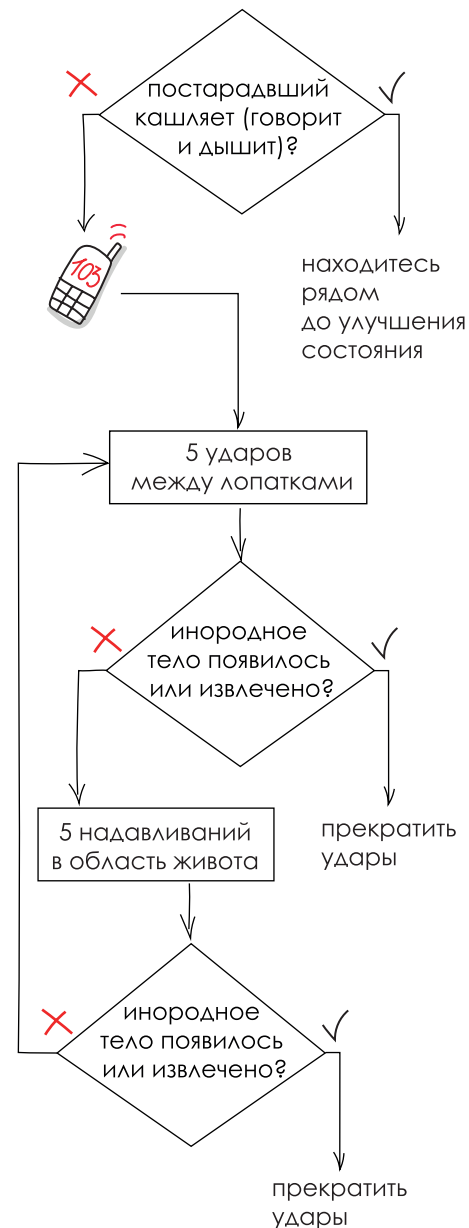 постарадвший
кашляет (говорит
и дышит)?
103
находитесь
рядом
до улучшения
состояния
5 ударов
между лопатками
инородное
тело появилось
или извлечено?
5 надавливаний
в область живота
прекратить
удары
инородное
тело появилось
или извлечено?
прекратить
удары